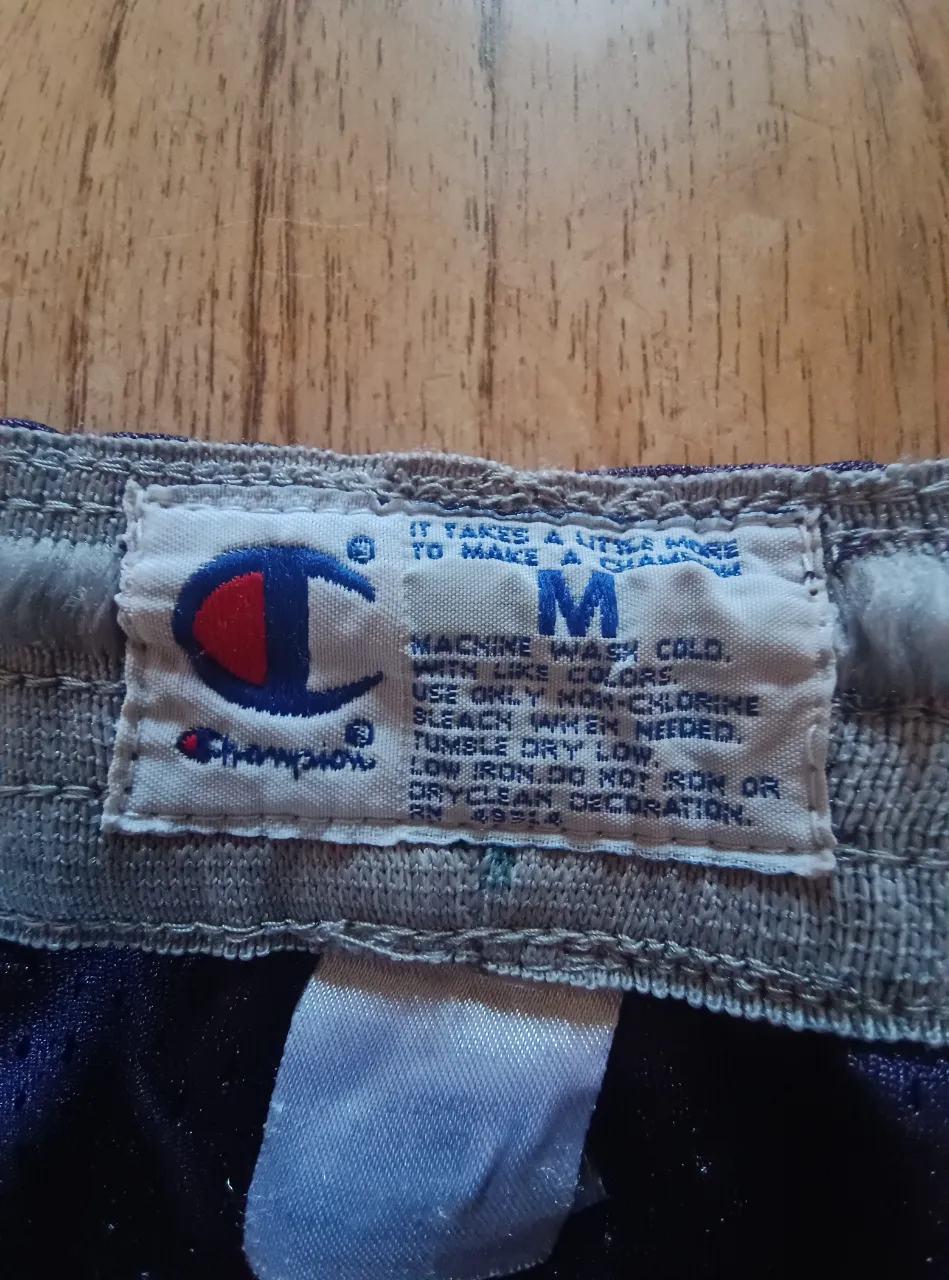 ®
Champion®
IT TAKES A LITTLE MORE
TO MAKE A CHAMPION
M
MACHINE WASH COLD.
WITH LIKE COLORS.
USE ONLY NON-CHLORINE
BLEACH WHEN NEEDED.
TUMBLE DRY LOW.
LOW IRON.DO NOT IRON OR
DRYCLEAN DECORATION.
RN